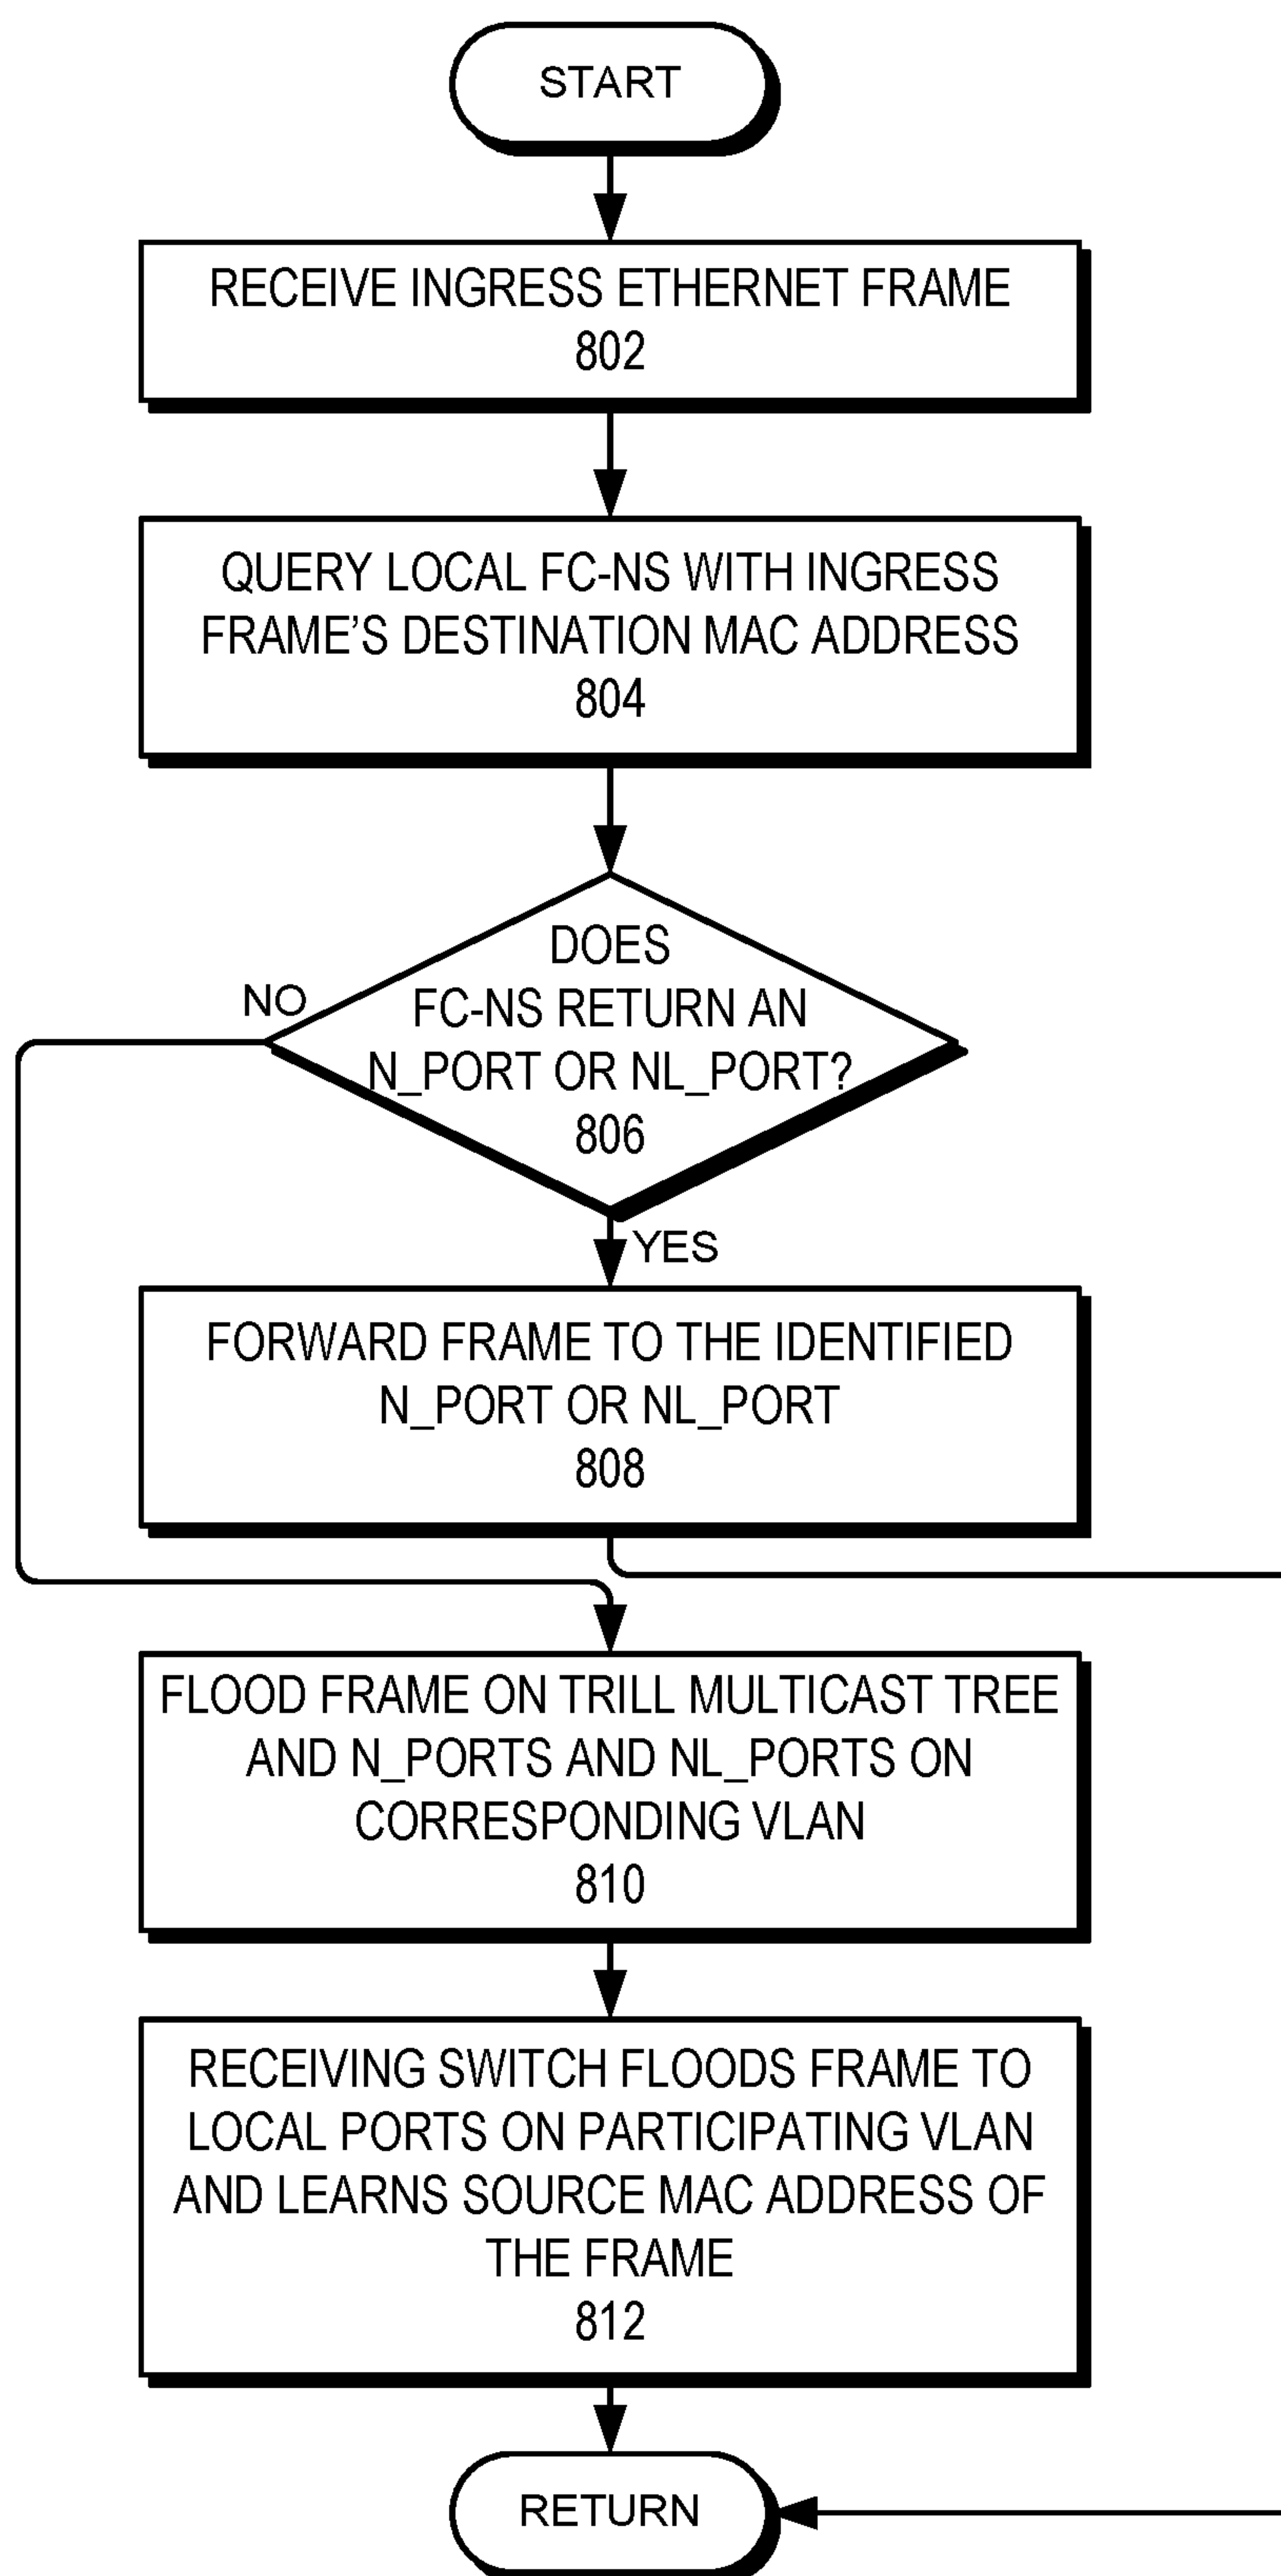 START
RECEIVE INGRESS ETHERNET FRAME
802
QUERY LOCAL FC-NS WITH INGRESS
FRAME’S DESTINATION MAC ADDRESS
804
DOES
NO
FC-NS RETURN AN
N_PORT OR NL_PORT?
806
YES
FORWARD FRAME TO THE IDENTIFIED
N_PORT OR NL_PORT
808
FLOOD FRAME ON TRILL MULTICAST TREE
AND N_PORTS AND NL_PORTS ON
CORRESPONDING VLAN
810
RECEIVING SWITCH FLOODS FRAME TO
LOCAL PORTS ON PARTICIPATING VLAN
AND LEARNS SOURCE MAC ADDRESS OF
THE FRAME
812
RETURN